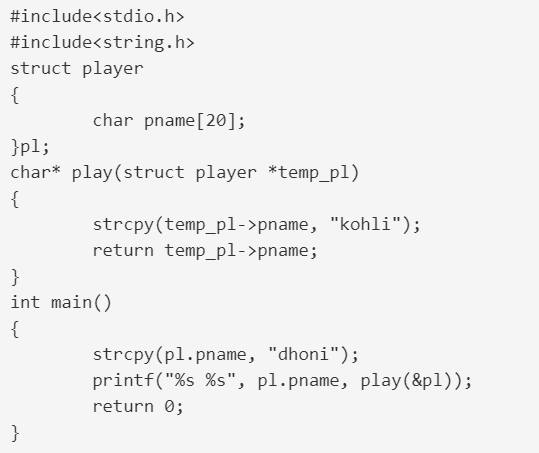 #include<stdio.h>
#include<string.h>
struct player
{
        char pname[20];
}pl;
char* play(struct player *temp_pl)
{
        strcpy(temp_pl->pname, "kohli");
        return temp_pl->pname;
}
int main()
{
        strcpy(pl.pname, "dhoni");
        printf("%s %s", pl.pname, play(&pl));
        return 0;
}